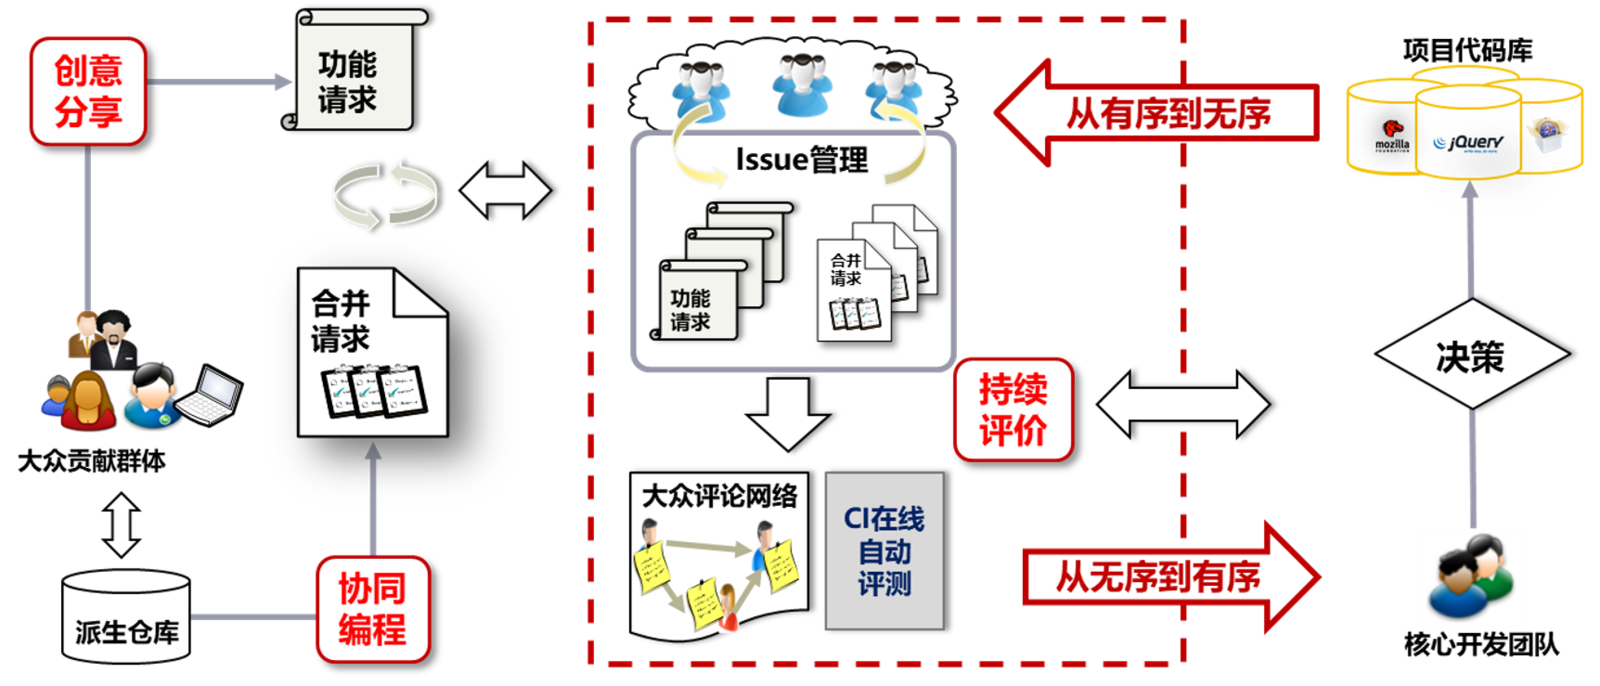 创意
分享
功能
请求
合并
请求
大众贡献群体
派生仓库
协同
编程
Issue管理
功能
请求
合并
请求
持续
评价
大众评论网络
CI在线
自动
评测
从有序到无序
从无序到有序
项目代码库
mozilla
FOUNDATION
jQuery
决策
核心开发团队